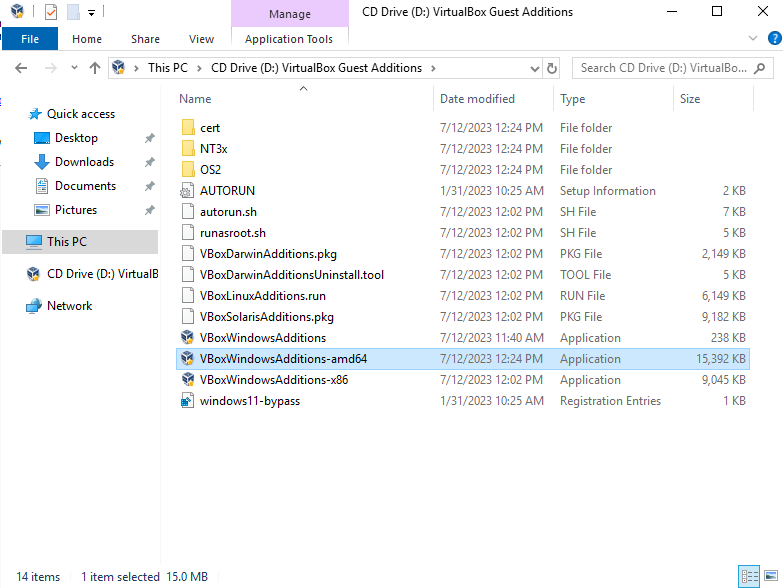 Manage
CD Drive (D:) VirtualBox Guest Additions
File
Home
Share
View
Application Tools
This PC
CD Drive (D:) VirtualBox Guest Additions
Search CD Drive (D:) VirtualBo...
Name
Date modified
Type
Size
Quick access
Desktop
Downloads
Documents
Pictures
This PC
CD Drive (D:) VirtualB
Network
cert 7/12/2023 12:24 PM File folder
NT3x 7/12/2023 12:24 PM File folder
OS2 7/12/2023 12:24 PM File folder
AUTORUN 1/31/2023 10:25 AM Setup Information 2 KB
autorun.sh 7/12/2023 12:02 PM SH File 7 KB
runasroot.sh 7/12/2023 12:02 PM SH File 5 KB
VBoxDarwinAdditions.pkg 7/12/2023 12:02 PM PKG File 2,149 KB
VBoxDarwinAdditionsUninstall.tool 7/12/2023 12:02 PM TOOL File 5 KB
VBoxLinuxAdditions.run 7/12/2023 12:02 PM RUN File 6,149 KB
VBoxSolarisAdditions.pkg 7/12/2023 12:02 PM PKG File 9,182 KB
VBoxWindowsAdditions 7/12/2023 11:40 AM Application 238 KB
VBoxWindowsAdditions-amd64 7/12/2023 12:24 PM Application 15,392 KB
VBoxWindowsAdditions-x86 7/12/2023 12:02 PM Application 9,045 KB
windows11-bypass 1/31/2023 10:25 AM Registration Entries 1 KB
14 items
1 item selected 15.0 MB